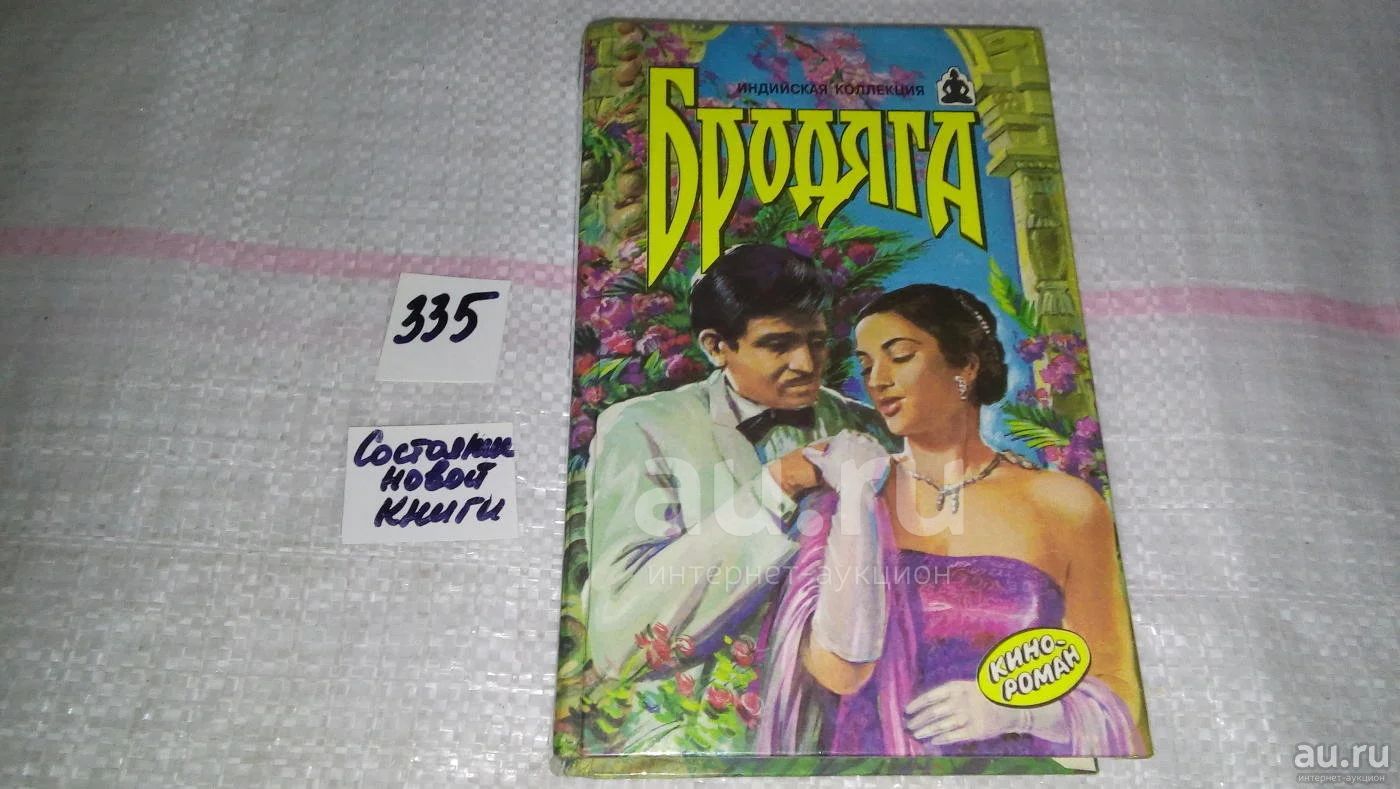 ИНДИЙСКАЯ КОЛЛЕКЦИЯ
БРОДЯГА
335
Состояние
новой
книги
au.ru
интернет-аукцион
КИНО-
РОМАН
au.ru
интернет-аукцион